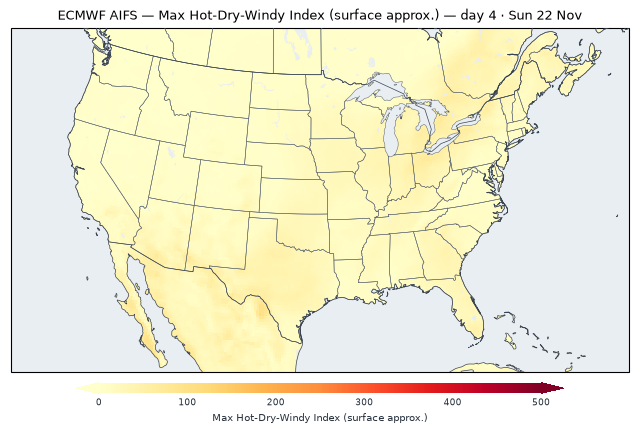 ECMWF AIFS — Max Hot-Dry-Windy Index (surface approx.) — day 4 · Sun 22 Nov
0 100 200 300 400 500
Max Hot-Dry-Windy Index (surface approx.)